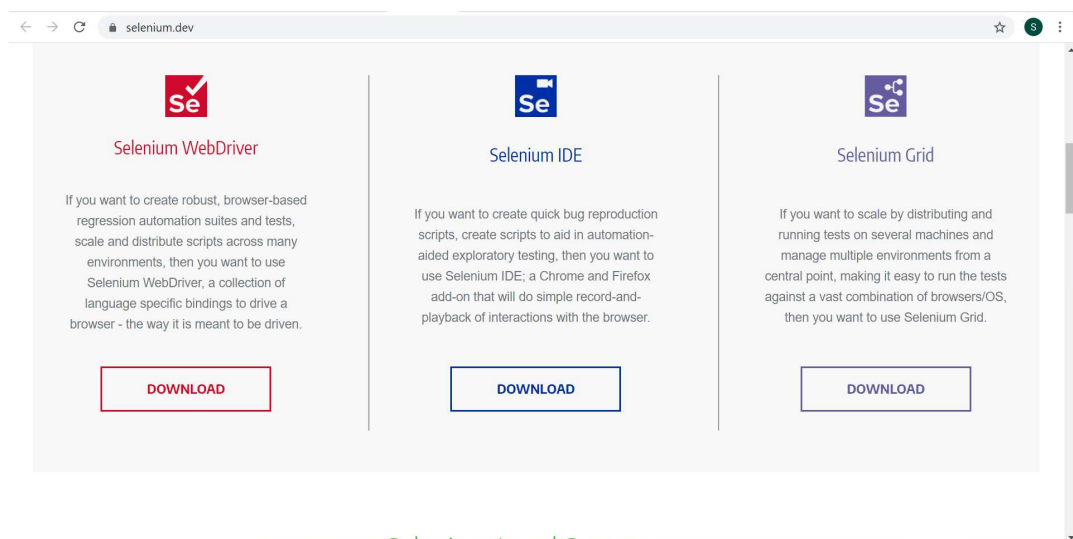 selenium.dev
S
Se
Selenium WebDriver
If you want to create robust, browser-based
regression automation suites and tests,
scale and distribute scripts across many
environments, then you want to use
Selenium WebDriver, a collection of
language specific bindings to drive a
browser - the way it is meant to be driven.
DOWNLOAD
Se
Selenium IDE
If you want to create quick bug reproduction
scripts, create scripts to aid in automation-
aided exploratory testing, then you want to
use Selenium IDE; a Chrome and Firefox
add-on that will do simple record-and-
playback of interactions with the browser.
DOWNLOAD
Se
Selenium Grid
If you want to scale by distributing and
running tests on several machines and
manage multiple environments from a
central point, making it easy to run the tests
against a vast combination of browsers/OS,
then you want to use Selenium Grid.
DOWNLOAD